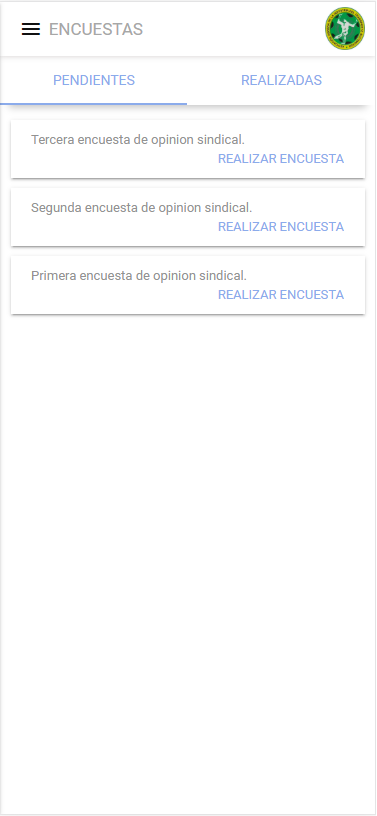 ENCUESTAS
PENDIENTES
REALIZADAS
Tercera encuesta de opinion sindical.
REALIZAR ENCUESTA
Segunda encuesta de opinion sindical.
REALIZAR ENCUESTA
Primera encuesta de opinion sindical.
REALIZAR ENCUESTA